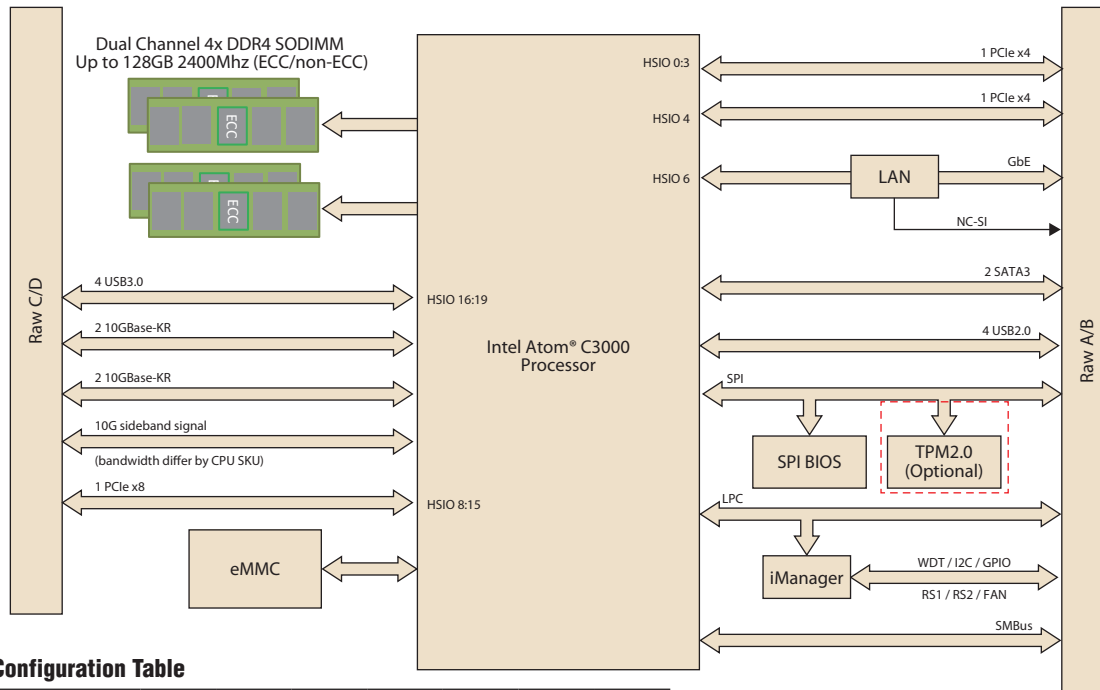 Dual Channel 4x DDR4 SODIMM
Up to 128GB 2400Mhz (ECC/non-ECC)
ECC
ECC
Raw C/D
4 USB3.0
2 10GBase-KR
2 10GBase-KR
10G sideband signal
(bandwidth differ by CPU SKU)
1 PCIe x8
eMMC
HSIO 16:19
HSIO 8:15
Intel Atom® C3000
Processor
HSIO 0:3
HSIO 4
HSIO 6
1 PCIe x4
1 PCIe x4
LAN
GbE
NC-SI
2 SATA3
4 USB2.0
SPI
SPI BIOS
TPM2.0
(Optional)
LPC
iManager
WDT / I2C / GPIO
RS1 / RS2 / FAN
SMBus
Raw A/B
Configuration Table